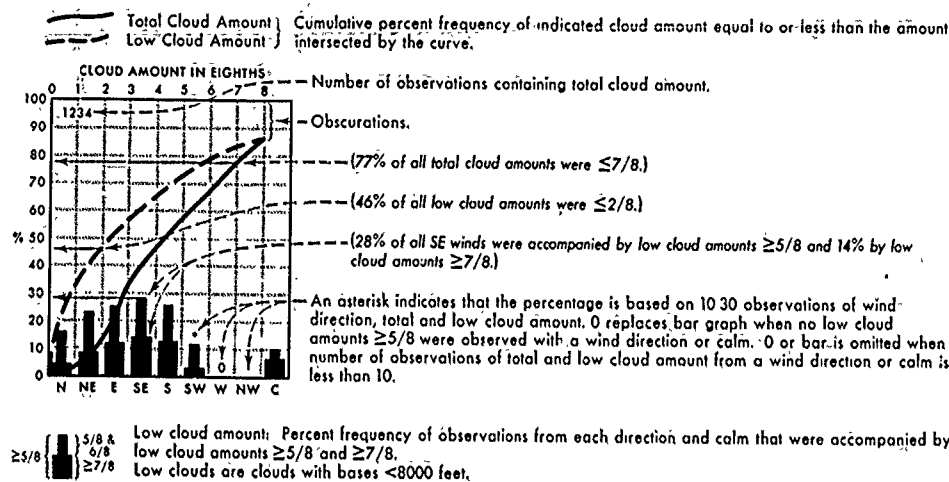 Total Cloud Amount
Low Cloud Amount
Cumulative percent frequency of indicated cloud amount equal to or less than the amount
intersected by the curve.
CLOUD AMOUNT IN EIGHTHS
0 1 2 3 4 5 6 7 8
Number of observations containing total cloud amount.
100
1234
90
Obscurations.
80
(77% of all total cloud amounts were ≤7/8.)
70
(46% of all low cloud amounts were ≤2/8.)
60
%
50
(28% of all SE winds were accompanied by low cloud amounts ≥5/8 and 14% by low
cloud amounts ≥7/8.)
40
30
An asterisk indicates that the percentage is based on 10 30 observations of wind
direction, total and low cloud amount. 0 replaces bar graph when no low cloud
amounts ≥5/8 were observed with a wind direction or calm. 0 or bar is omitted when
number of observations of total and low cloud amount from a wind direction or calm is
less than 10.
20
10
0
0
N NE E SE S SW W NW C
≥5/8
5/8 &
6/8
≥7/8
Low cloud amount: Percent frequency of observations from each direction and calm that were accompanied by
low cloud amounts ≥5/8 and ≥7/8.
Low clouds are clouds with bases <8000 feet.